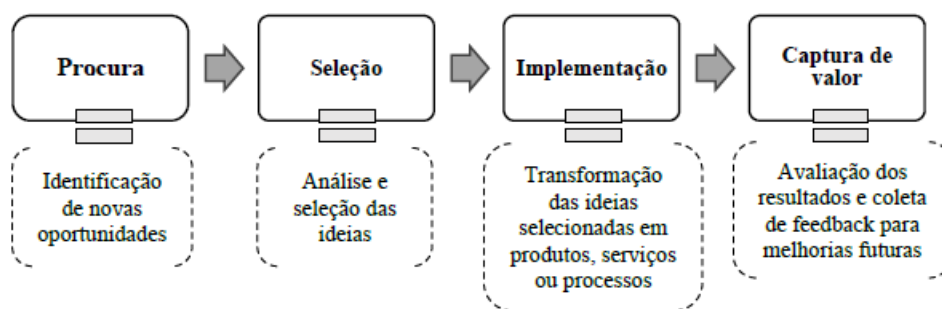 Procura
Seleção
Implementação
Captura de
valor
Identificação
de novas
oportunidades
Análise e
seleção das
ideias
Transformação
das ideias
selecionadas em
produtos, serviços
ou processos
Avaliação dos
resultados e coleta
de feedback para
melhorias futuras